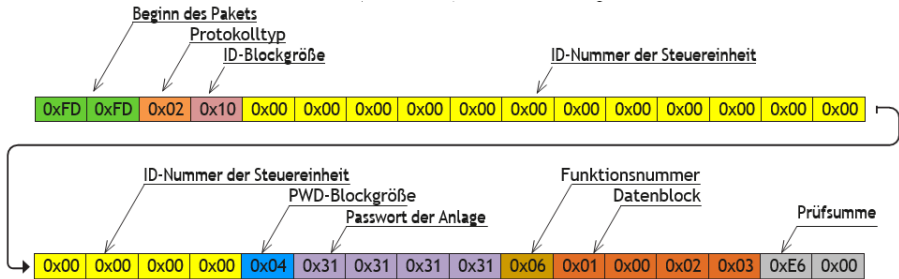 Beginn des Pakets
Protokolltyp
ID-Blockgröße
ID-Nummer der Steuereinheit
0xFD 0xFD 0x02 0x10 0x00 0x00 0x00 0x00 0x00 0x00 0x00 0x00 0x00 0x00 0x00 0x00
ID-Nummer der Steuereinheit
Funktionsnummer
PWD-Blockgröße
Datenblock
Passwort der Anlage
Prüfsumme
0x00 0x00 0x00 0x00 0x04 0x31 0x31 0x31 0x31 0x06 0x01 0x00 0x02 0x03 0xE6 0x00